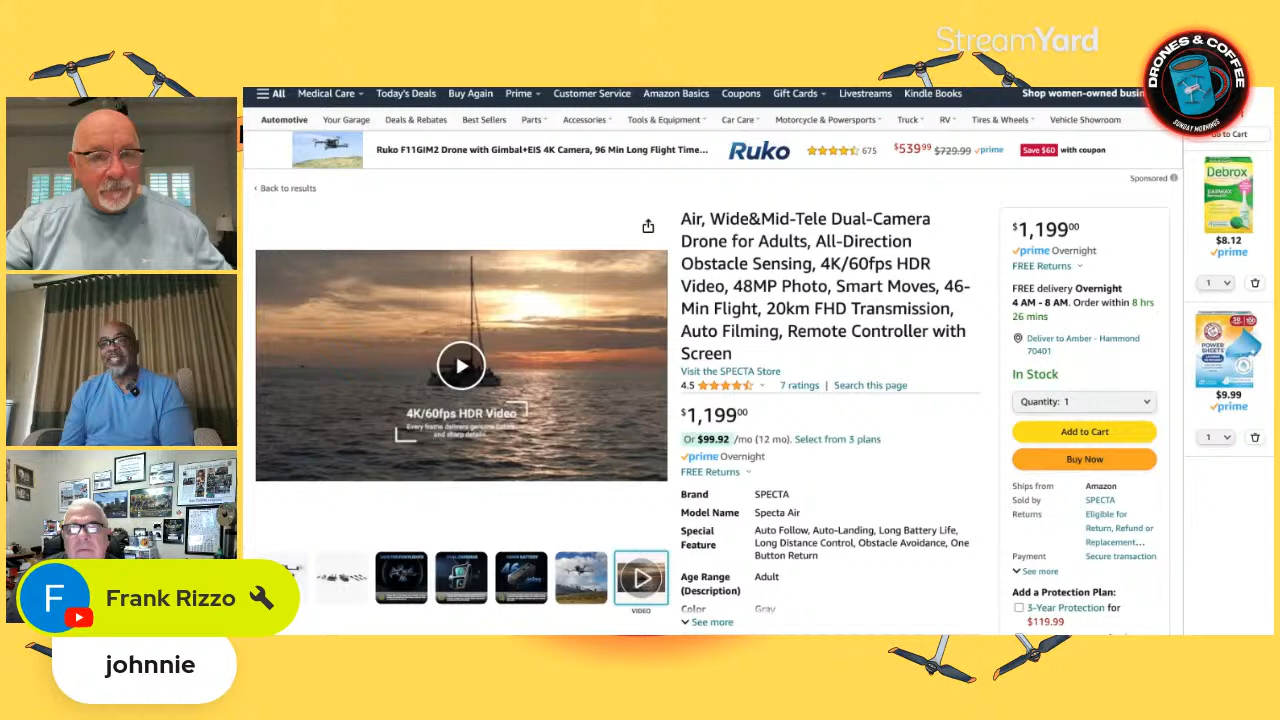 StreamYard
DRONES & COFFEE
SUNDAY MORNINGS
All Medical Care Today's Deals Buy Again Prime Customer Service Amazon Basics Coupons Gift Cards Livestreams Kindle Books Shop women-owned busin
Automotive Your Garage Deals & Rebates Best Sellers Parts Accessories Tools & Equipment Car Care Motorcycle & Powersports Truck RV Tires & Wheels Vehicle Showroom
to Cart
Ruko F11GIM2 Drone with Gimbal+EIS 4K Camera, 96 Min Long Flight Time... Ruko 675 $539.99 $729.99 prime Save $60 with coupon
Sponsored
‹ Back to results
Air, Wide&Mid-Tele Dual-Camera
Drone for Adults, All-Direction
Obstacle Sensing, 4K/60fps HDR
Video, 48MP Photo, Smart Moves, 46-
Min Flight, 20km FHD Transmission,
Auto Filming, Remote Controller with
Screen
Visit the SPECTA Store
4.5 7 ratings | Search this page
$1,199.00
Or $99.92 /mo (12 mo). Select from 3 plans
prime Overnight
FREE Returns
Brand SPECTA
Model Name Specta Air
Special Feature Auto Follow, Auto-Landing, Long Battery Life,
Long Distance Control, Obstacle Avoidance, One
Button Return
Age Range (Description) Adult
Color Gray
See more
4K/60fps HDR Video
Every frame delivers genuine colors
and sharp details.
VIDEO
$1,199.00
prime Overnight
FREE Returns
FREE delivery Overnight
4 AM - 8 AM. Order within 8 hrs
26 mins
Deliver to Amber - Hammond
70401
In Stock
Quantity: 1
Add to Cart
Buy Now
Ships from Amazon
Sold by SPECTA
Returns Eligible for
Return, Refund or
Replacement...
Payment Secure transaction
See more
Add a Protection Plan:
3-Year Protection for
$119.99
Debrox
EARWAX
$8.12
prime
1
ARM & HAMMER
POWER
SHEETS
$9.99
prime
1
F Frank Rizzo
johnnie